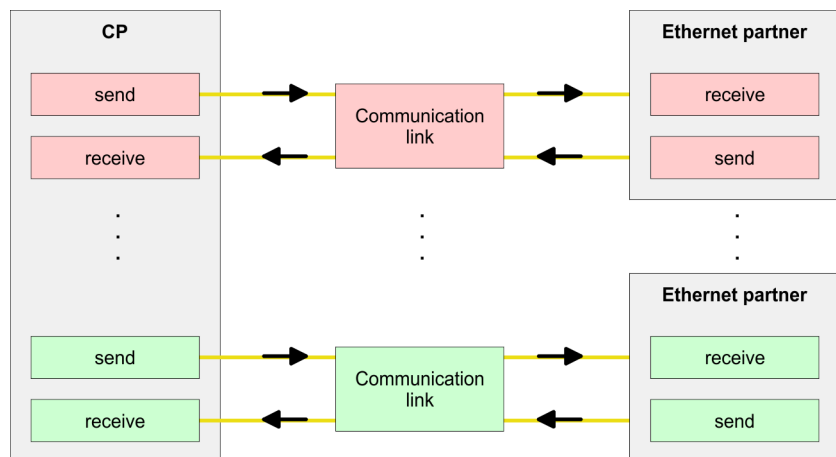 CP
Ethernet partner
send
Communication
link
receive
receive
send
Ethernet partner
send
Communication
link
receive
receive
send